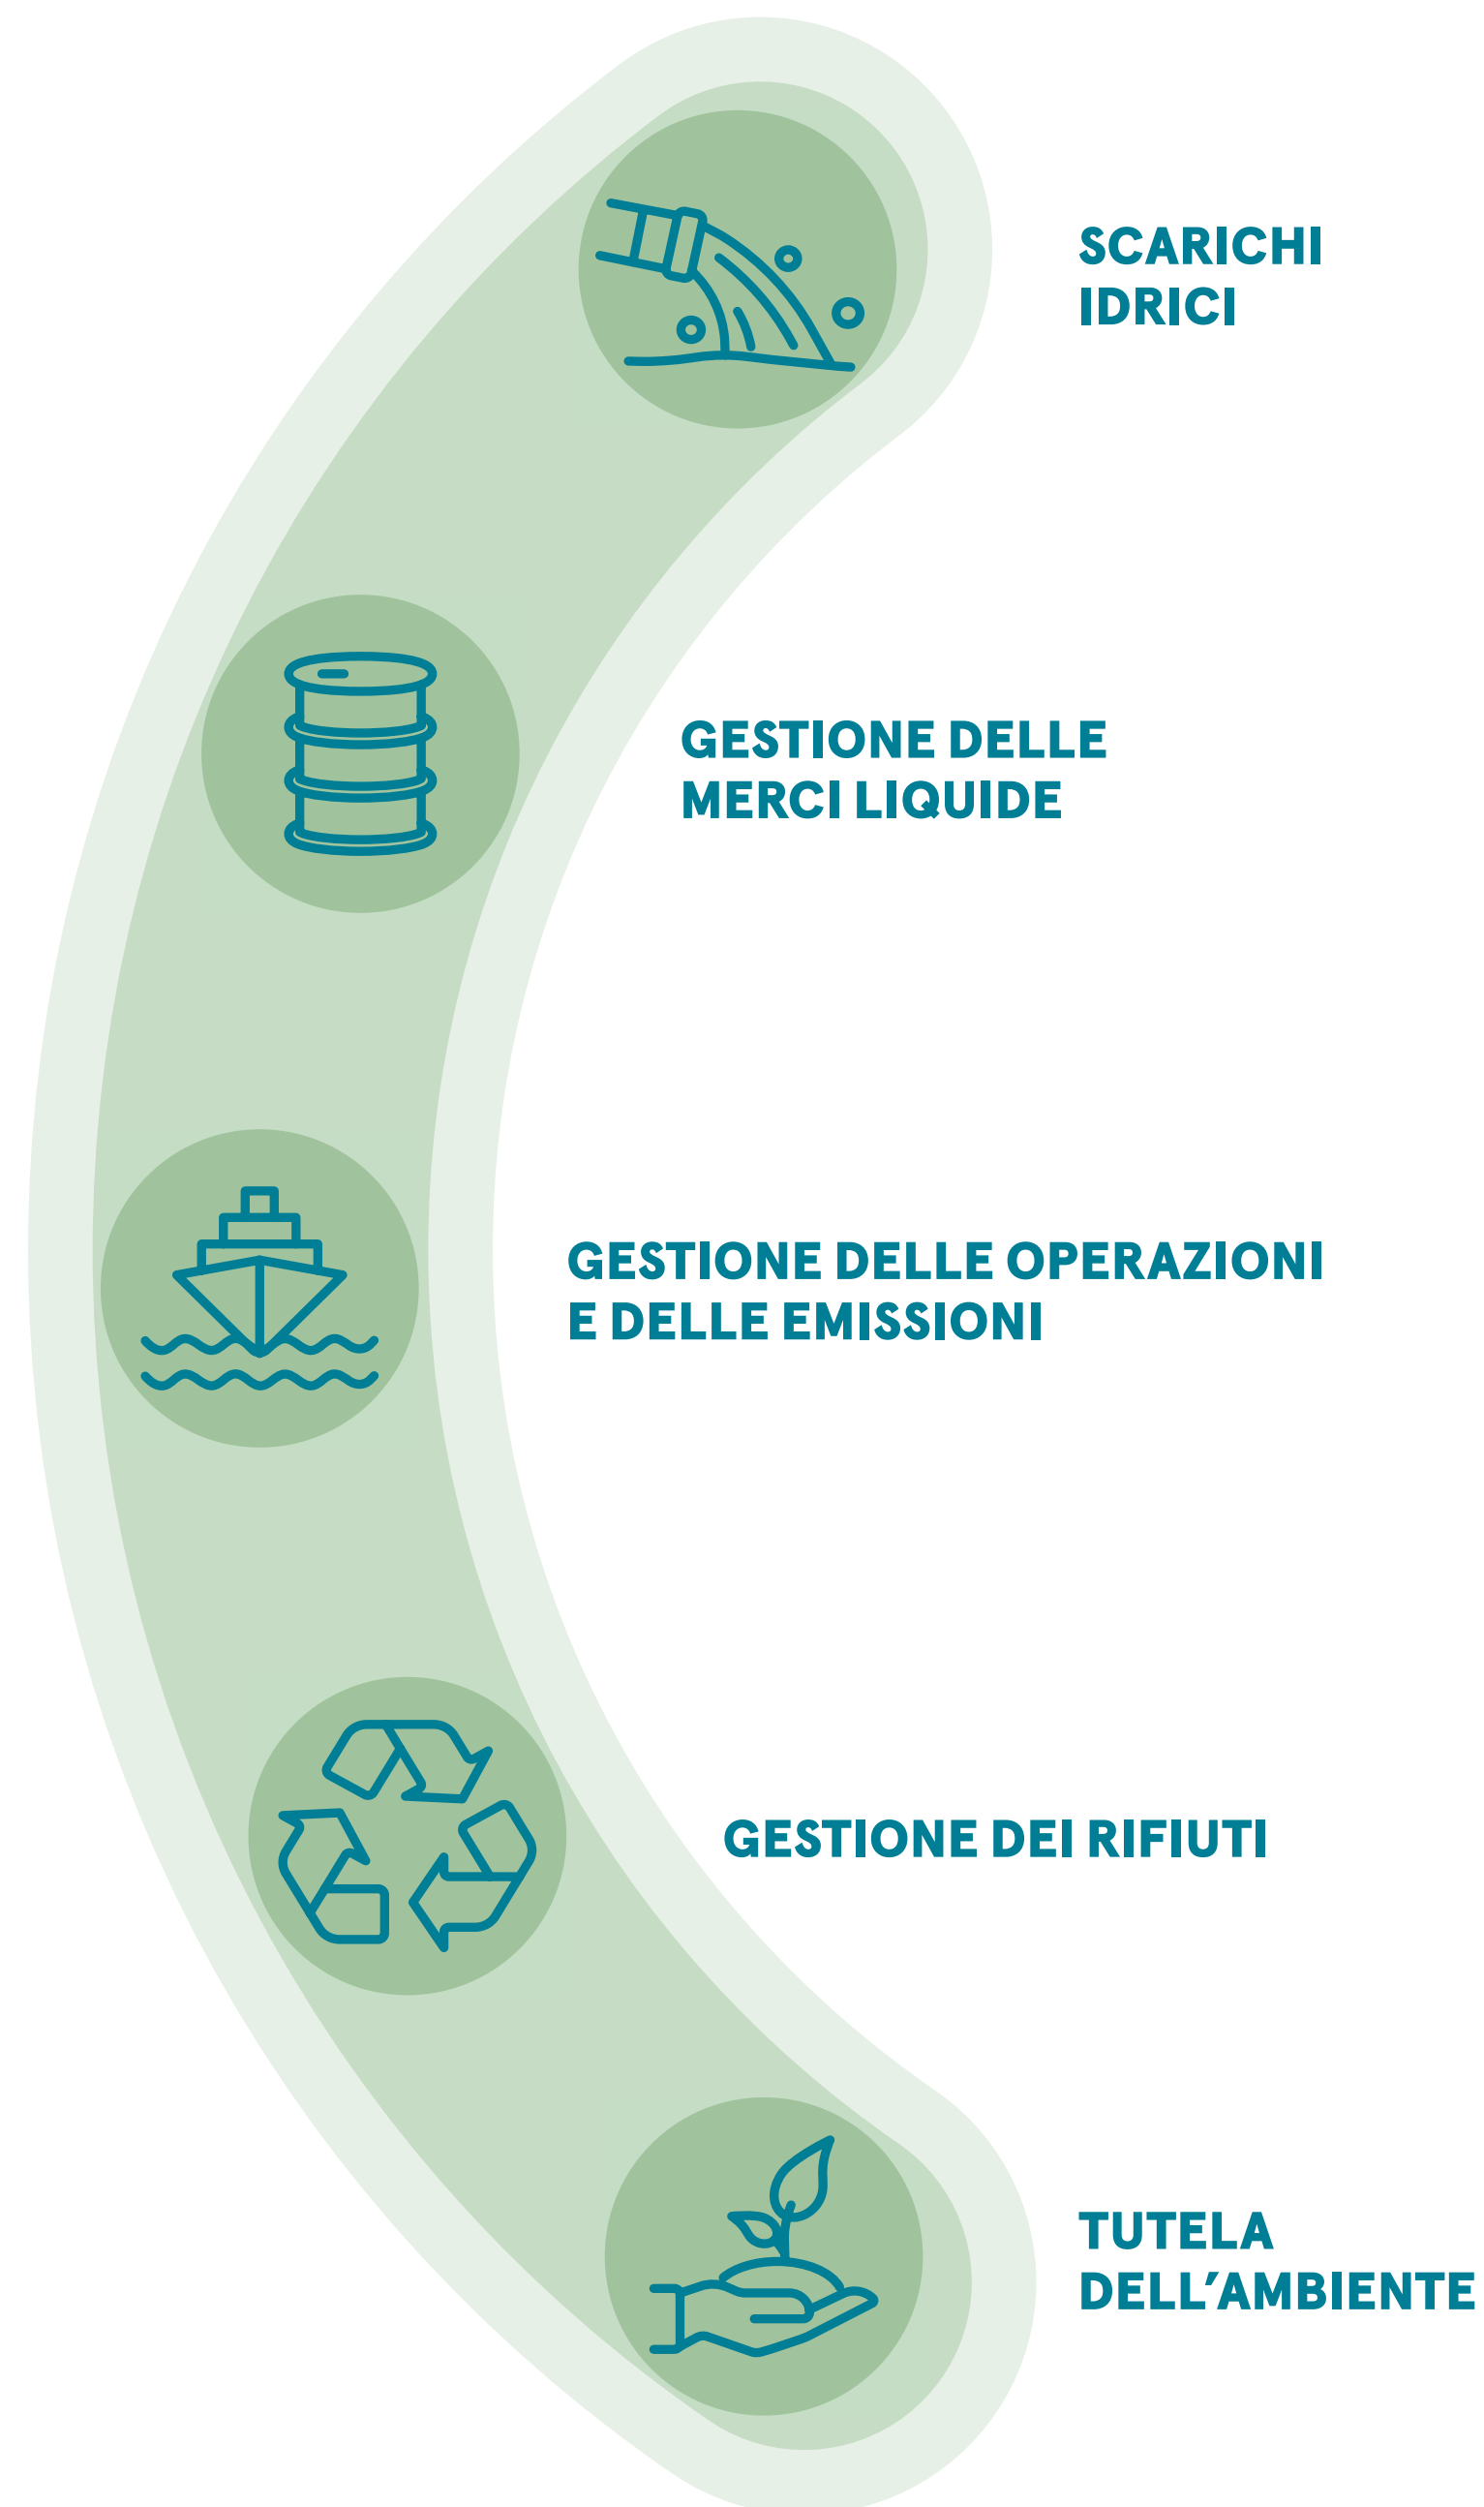 SCARICHI
IDRICI
GESTIONE DELLE
MERCI LIQUIDE
GESTIONE DELLE OPERAZIONI
E DELLE EMISSIONI
GESTIONE DEI RIFIUTI
TUTELA
DELL'AMBIENTE